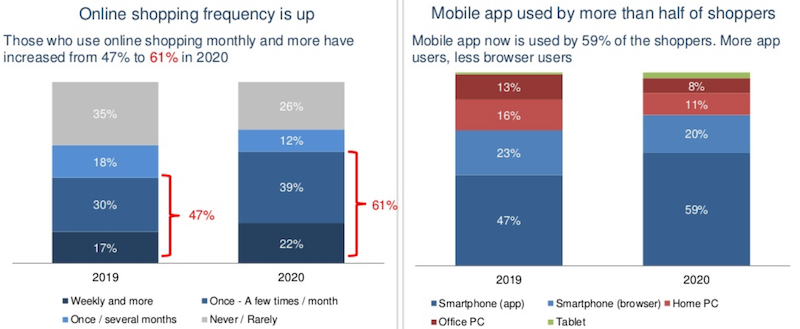 Online shopping frequency is up
Those who use online shopping monthly and more have
increased from 47% to 61% in 2020
35%
18%
30%
17%
47%
26%
12%
39%
22%
61%
2019
2020
Weekly and more
Once - A few times / month
Once / several months
Never / Rarely
Mobile app used by more than half of shoppers
Mobile app now is used by 59% of the shoppers. More app
users, less browser users
13%
16%
23%
47%
8%
11%
20%
59%
2019
2020
Smartphone (app)
Smartphone (browser)
Home PC
Office PC
Tablet